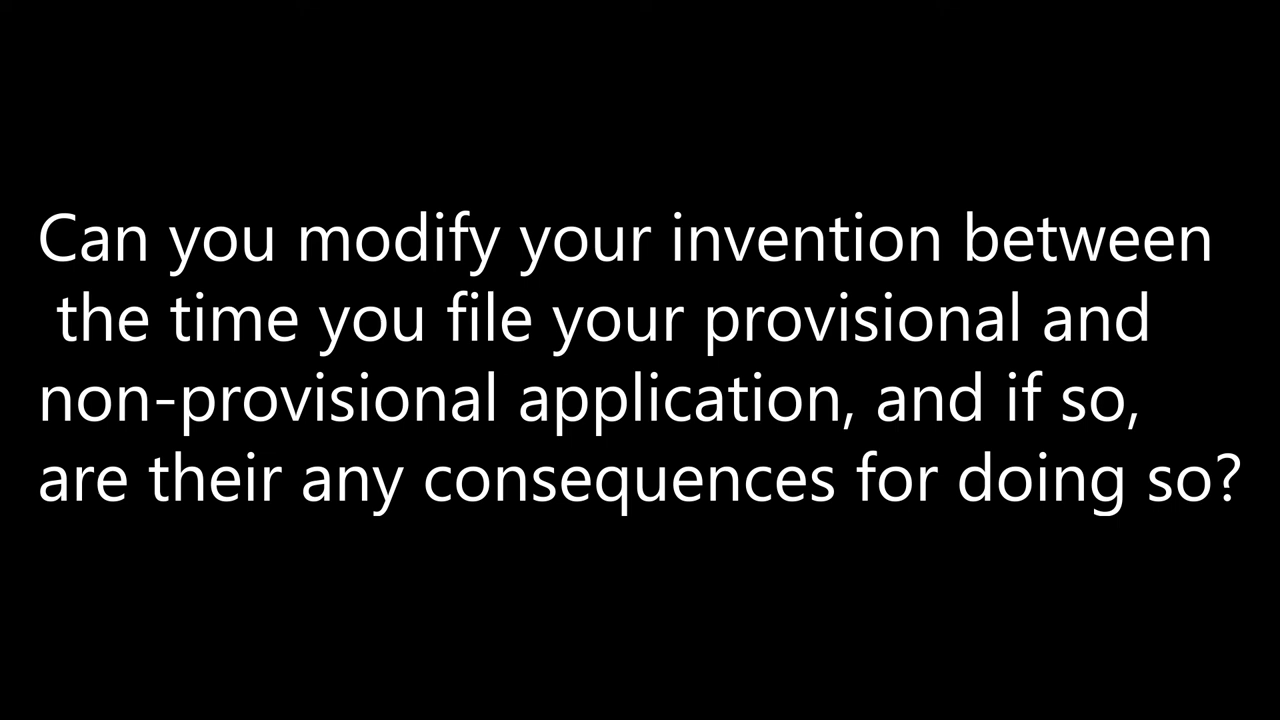 Can you modify your invention between
the time you file your provisional and
non-provisional application, and if so,
are their any consequences for doing so?